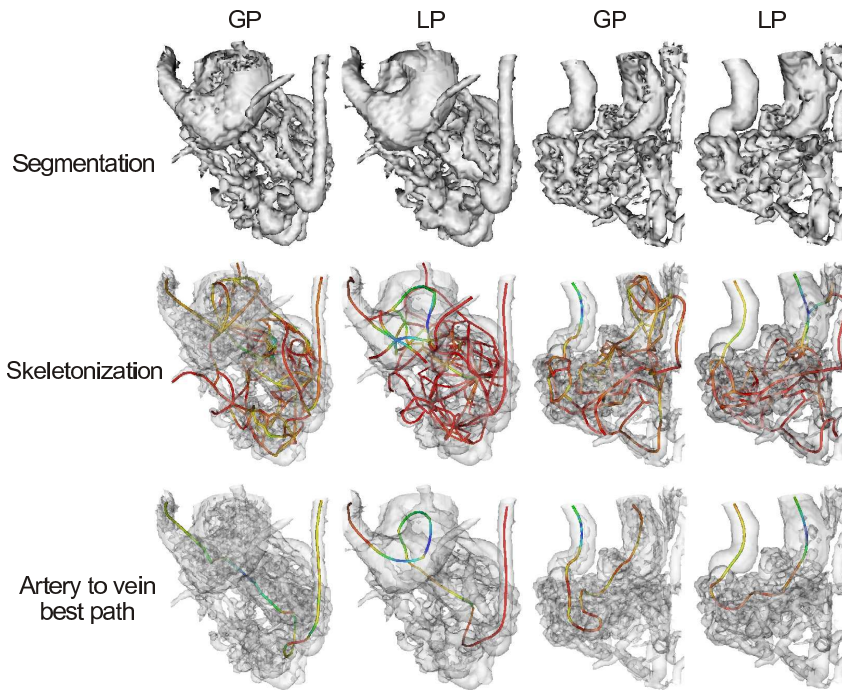 GP LP GP LP
Segmentation
Skeletonization
Artery to vein
best path